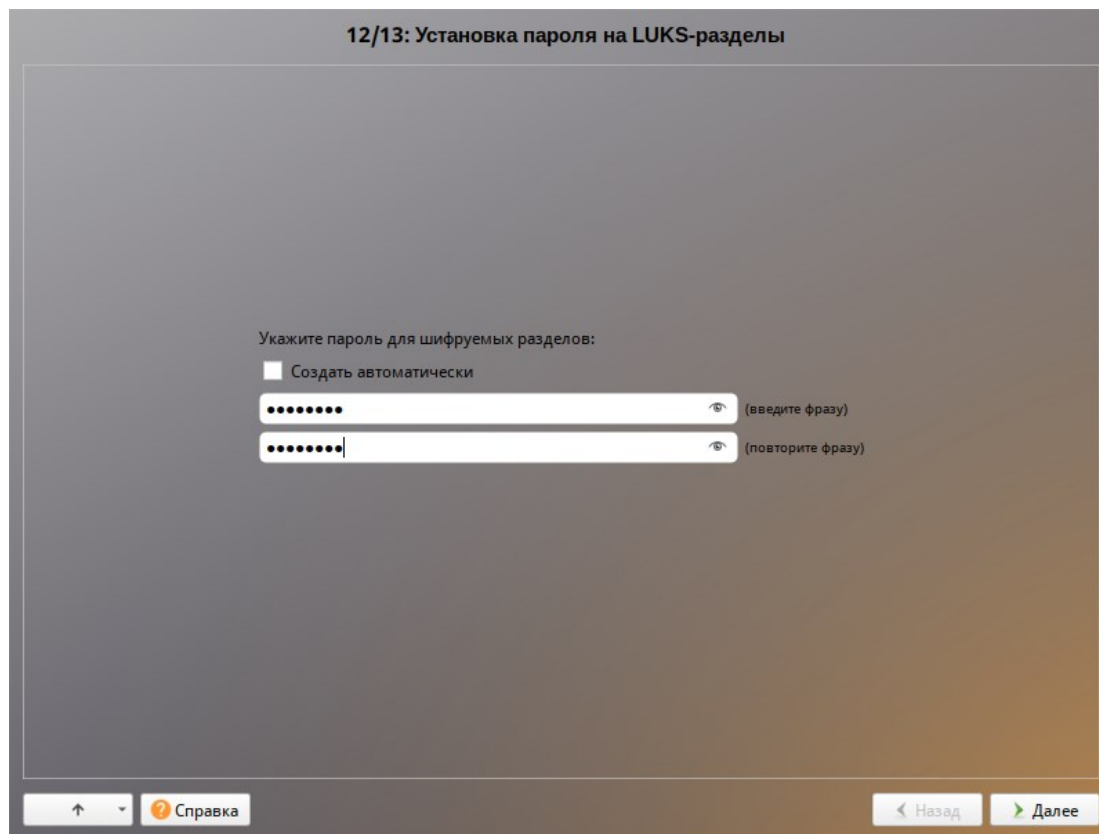 12/13: Установка пароля на LUKS-разделы
Укажите пароль для шифруемых разделов:
Создать автоматически
•••••••• (введите фразу)
•••••••• (повторите фразу)
Справка
Назад
Далее